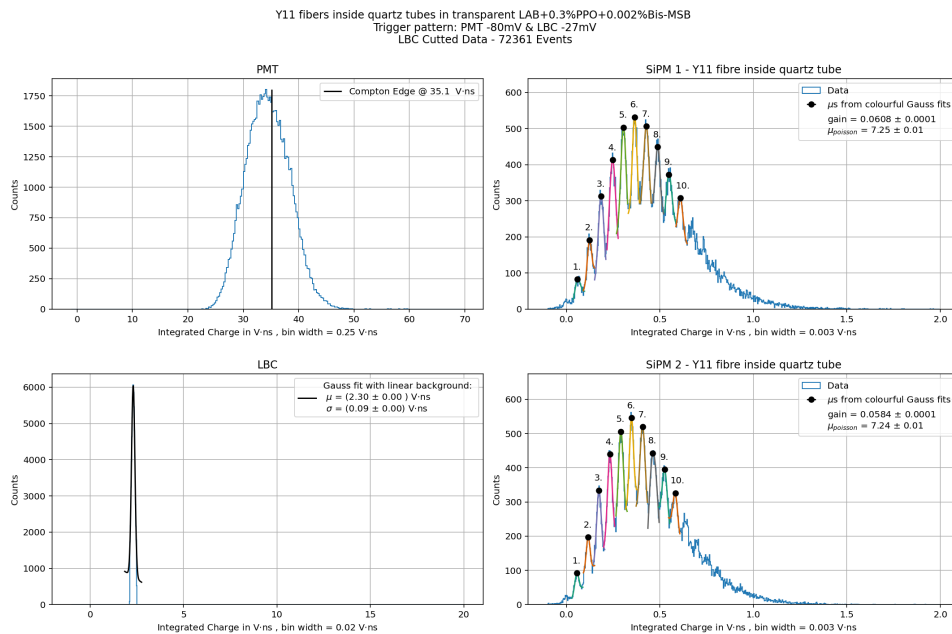 Y11 fibers inside quartz tubes in transparent LAB+0.3%PPO+0.002%Bis-MSB
Trigger pattern: PMT -80mV & LBC -27mV
LBC Cutted Data - 72361 Events
PMT
Counts
1750
1500
1250
1000
750
500
250
0
0 10 20 30 40 50 60 70
Integrated Charge in V·ns , bin width = 0.25 V·ns
Compton Edge @ 35.1 V·ns
SiPM 1 - Y11 fibre inside quartz tube
Counts
600
500
400
300
200
100
0
0.0 0.5 1.0 1.5 2.0
Integrated Charge in V·ns , bin width = 0.003 V·ns
1.
2.
3.
4.
5.
6.
7.
8.
9.
10.
Data
μs from colourful Gauss fits
gain = 0.0608 ± 0.0001
μpoisson = 7.25 ± 0.01
LBC
Counts
6000
5000
4000
3000
2000
1000
0
0 5 10 15 20
Integrated Charge in V·ns , bin width = 0.02 V·ns
Gauss fit with linear background:
μ = (2.30 ± 0.00 ) V·ns
σ = (0.09 ± 0.00) V·ns
SiPM 2 - Y11 fibre inside quartz tube
Counts
600
500
400
300
200
100
0
0.0 0.5 1.0 1.5 2.0
Integrated Charge in V·ns , bin width = 0.003 V·ns
1.
2.
3.
4.
5.
6.
7.
8.
9.
10.
Data
μs from colourful Gauss fits
gain = 0.0584 ± 0.0001
μpoisson = 7.24 ± 0.01